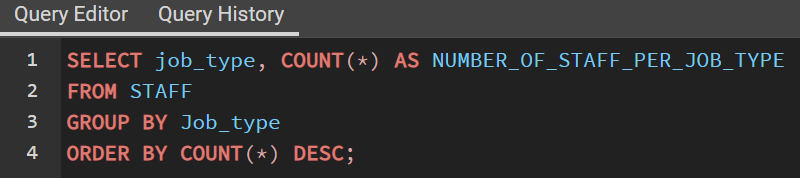 Query Editor Query History
1 SELECT job_type, COUNT(*) AS NUMBER_OF_STAFF_PER_JOB_TYPE
2 FROM STAFF
3 GROUP BY Job_type
4 ORDER BY COUNT(*) DESC;